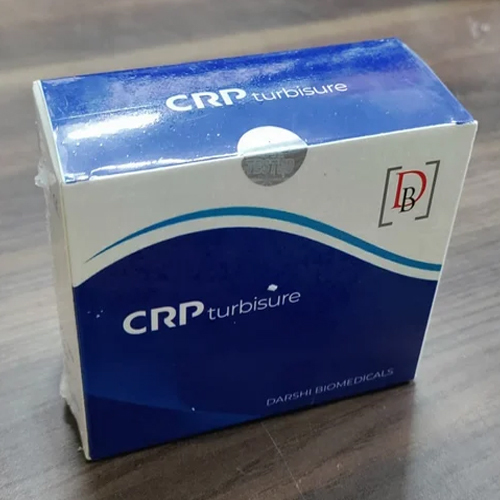 CRP turbisure
DB
CRP turbisure
DARSHI BIOMEDICALS